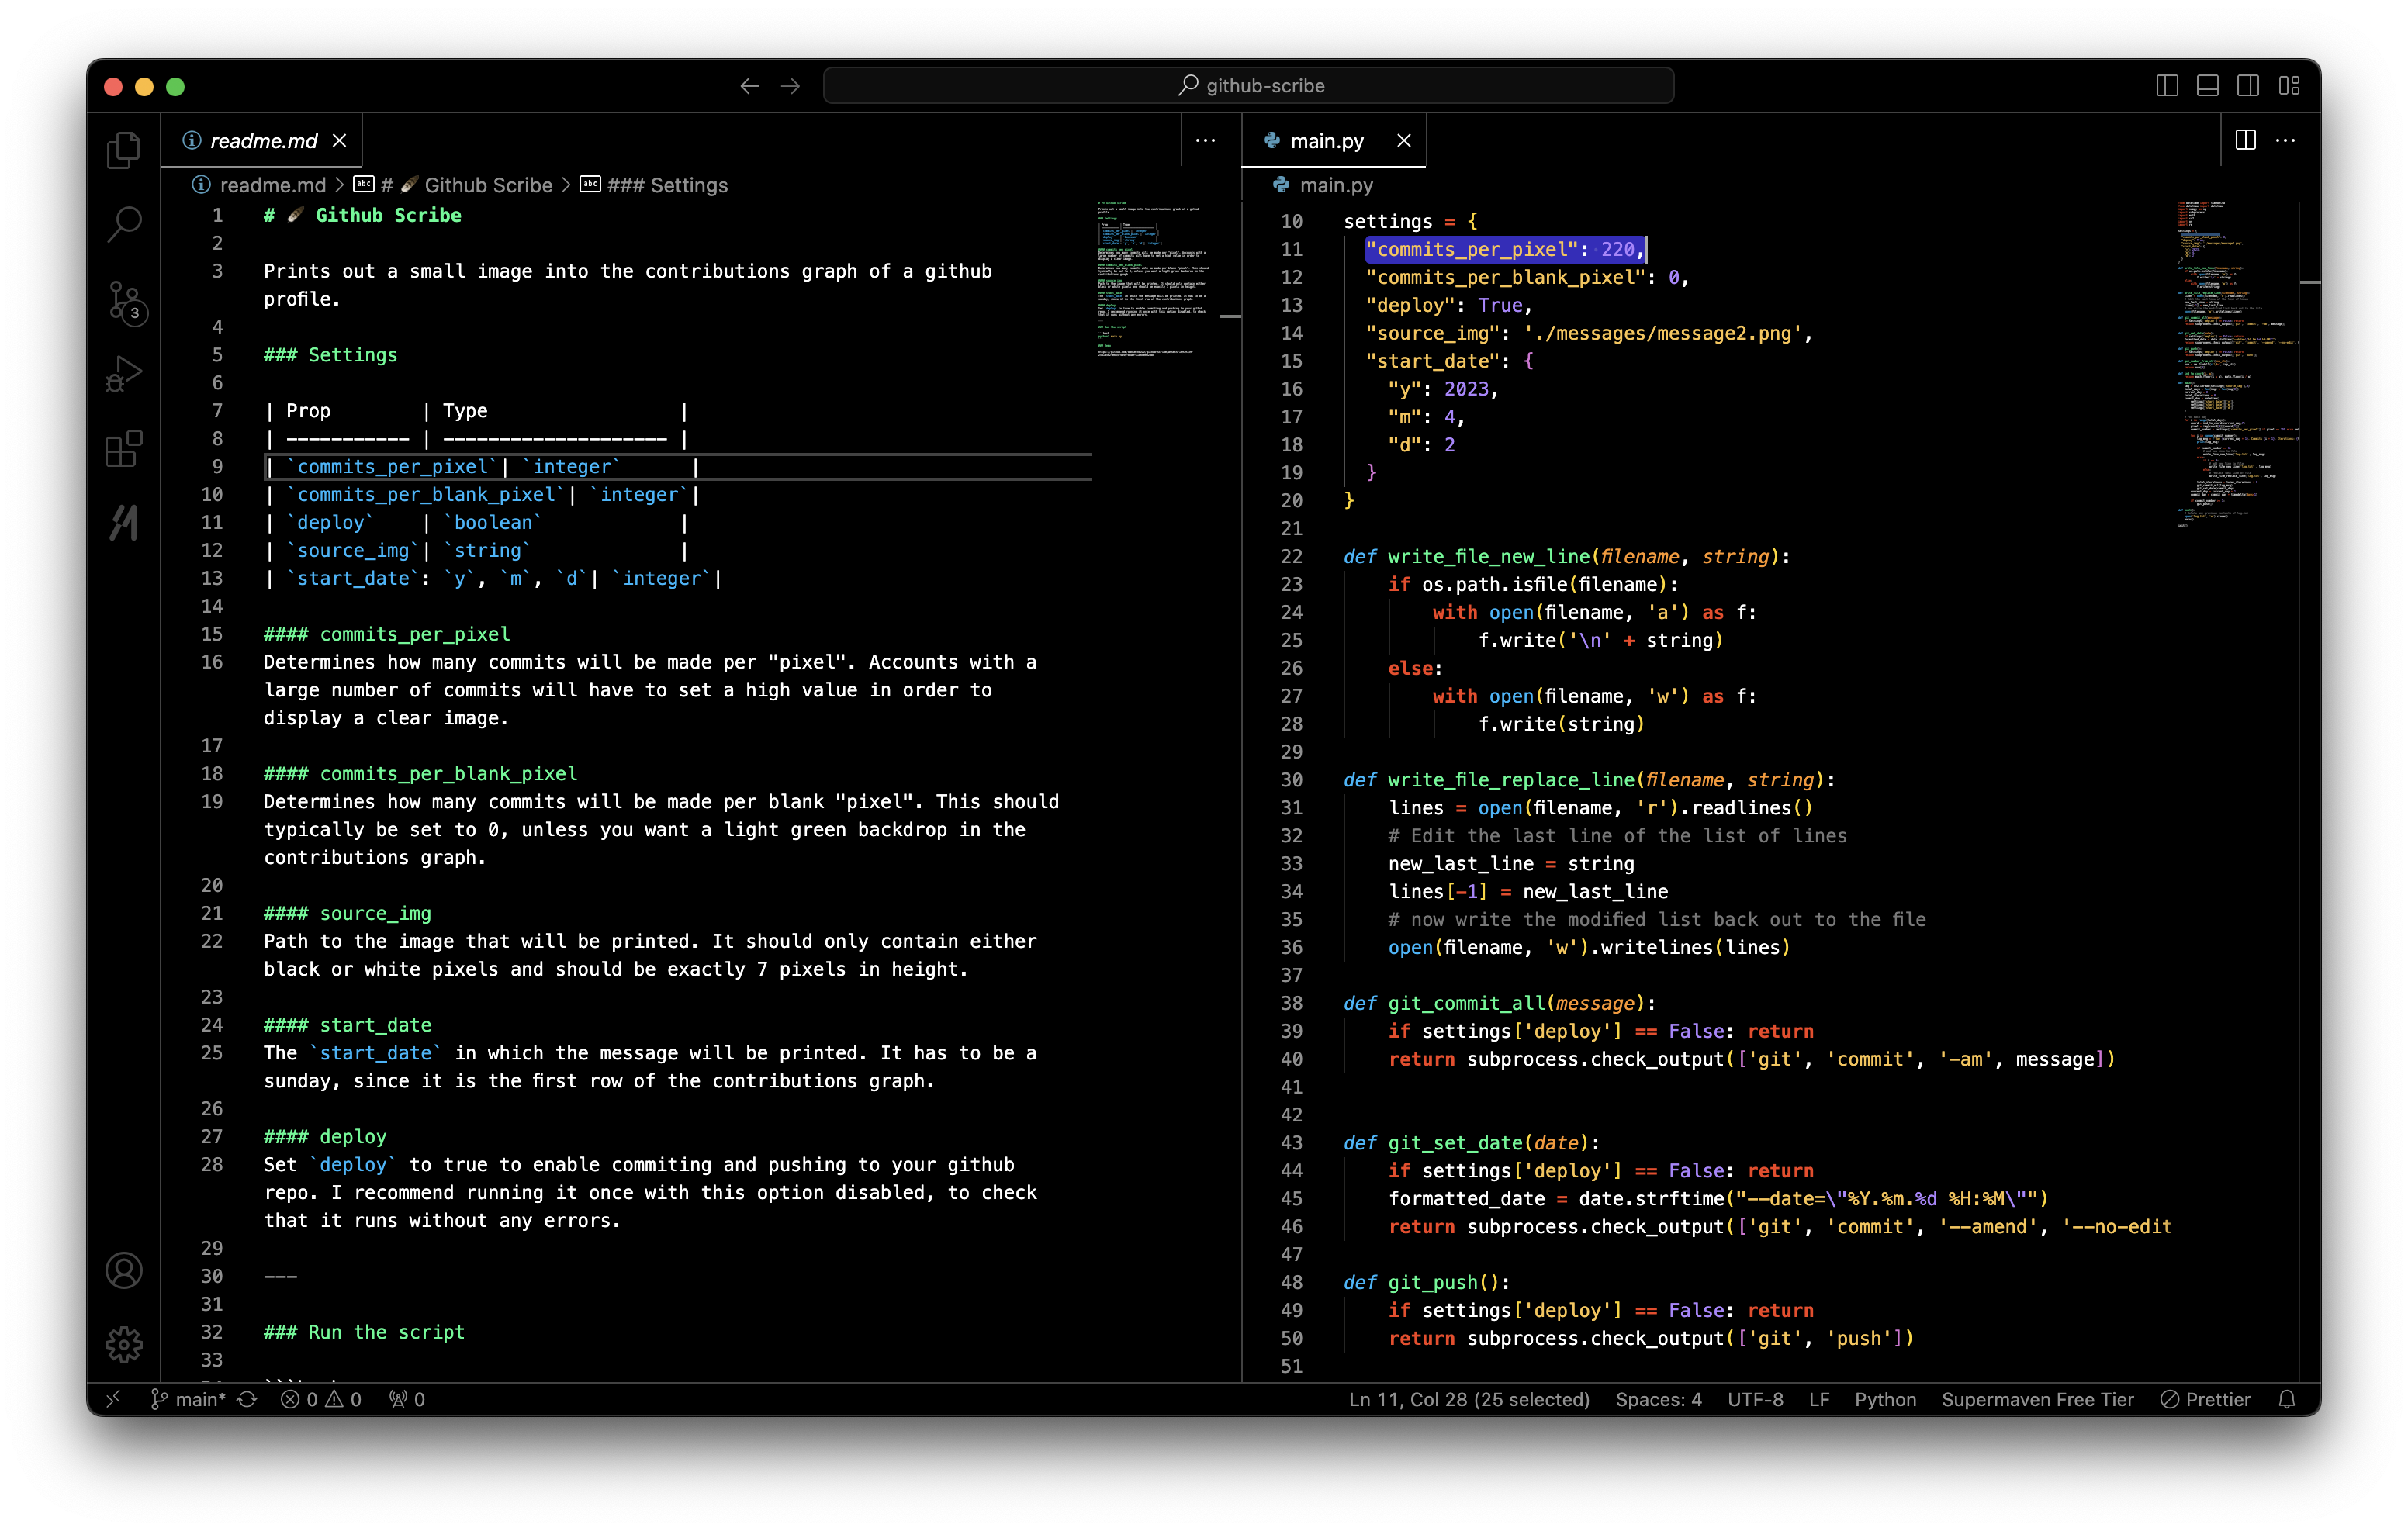 github-scribe
readme.md
readme.md > # 🪶 Github Scribe > ### Settings
1 # 🪶 Github Scribe
2
3 Prints out a small image into the contributions graph of a github
profile.
4
5 ### Settings
6
7 | Prop        | Type                 |
8 | ----------- | -------------------- |
9 | `commits_per_pixel`| `integer`      |
10 | `commits_per_blank_pixel`| `integer`|
11 | `deploy`    | `boolean`            |
12 | `source_img`| `string`             |
13 | `start_date`: `y`, `m`, `d`| `integer`|
14
15 #### commits_per_pixel
16 Determines how many commits will be made per "pixel". Accounts with a
large number of commits will have to set a high value in order to
display a clear image.
17
18 #### commits_per_blank_pixel
19 Determines how many commits will be made per blank "pixel". This should
typically be set to 0, unless you want a light green backdrop in the
contributions graph.
20
21 #### source_img
22 Path to the image that will be printed. It should only contain either
black or white pixels and should be exactly 7 pixels in height.
23
24 #### start_date
25 The `start_date` in which the message will be printed. It has to be a
sunday, since it is the first row of the contributions graph.
26
27 #### deploy
28 Set `deploy` to true to enable commiting and pushing to your github
repo. I recommend running it once with this option disabled, to check
that it runs without any errors.
29
30 ---
31
32 ### Run the script
33
main.py
main.py
10 settings = {
11   "commits_per_pixel": 220,
12   "commits_per_blank_pixel": 0,
13   "deploy": True,
14   "source_img": './messages/message2.png',
15   "start_date": {
16     "y": 2023,
17     "m": 4,
18     "d": 2
19   }
20 }
21
22 def write_file_new_line(filename, string):
23     if os.path.isfile(filename):
24         with open(filename, 'a') as f:
25             f.write('\n' + string)
26     else:
27         with open(filename, 'w') as f:
28             f.write(string)
29
30 def write_file_replace_line(filename, string):
31     lines = open(filename, 'r').readlines()
32     # Edit the last line of the list of lines
33     new_last_line = string
34     lines[-1] = new_last_line
35     # now write the modified list back out to the file
36     open(filename, 'w').writelines(lines)
37
38 def git_commit_all(message):
39     if settings['deploy'] == False: return
40     return subprocess.check_output(['git', 'commit', '-am', message])
41
42
43 def git_set_date(date):
44     if settings['deploy'] == False: return
45     formatted_date = date.strftime("--date=\"%Y.%m.%d %H:%M\"")
46     return subprocess.check_output(['git', 'commit', '--amend', '--no-edit
47
48 def git_push():
49     if settings['deploy'] == False: return
50     return subprocess.check_output(['git', 'push'])
51
3
main* 0 0 0
Ln 11, Col 28 (25 selected) Spaces: 4 UTF-8 LF Python Supermaven Free Tier Prettier